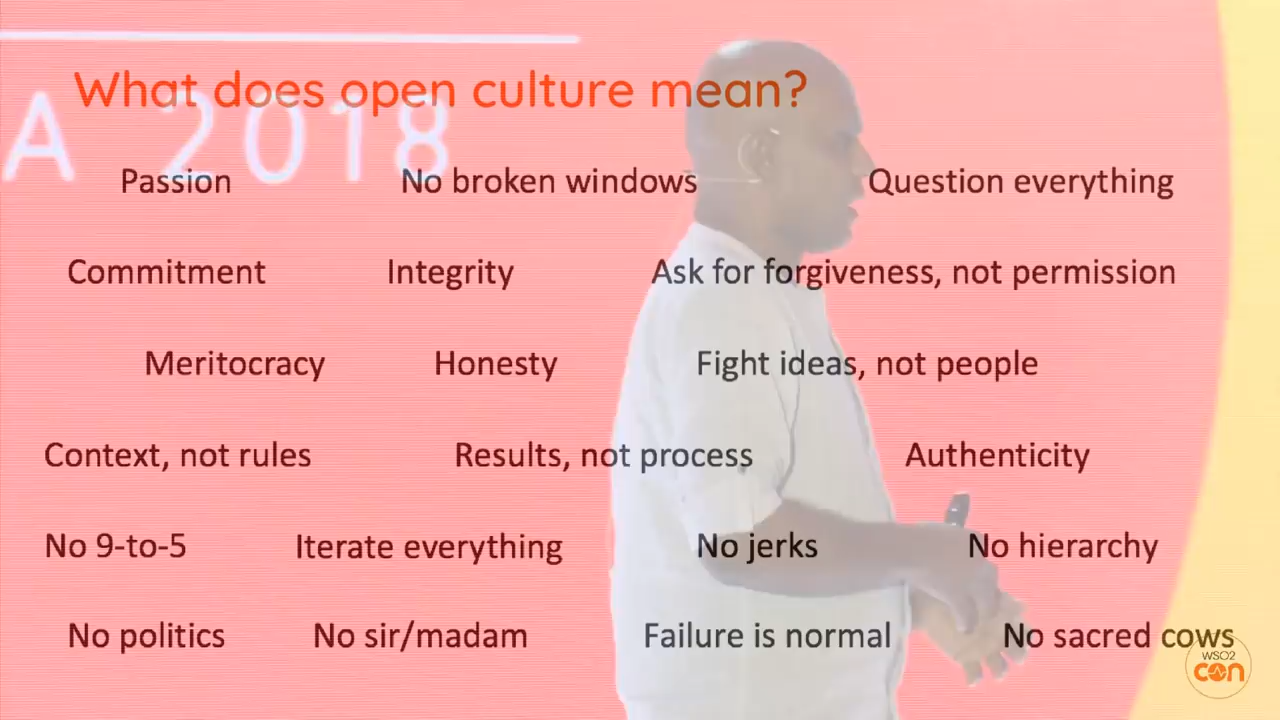 What does open culture mean?
A 2018
Passion No broken windows Question everything
Commitment Integrity Ask for forgiveness, not permission
Meritocracy Honesty Fight ideas, not people
Context, not rules Results, not process Authenticity
No 9-to-5 Iterate everything No jerks No hierarchy
No politics No sir/madam Failure is normal No sacred cows
WSO2
con